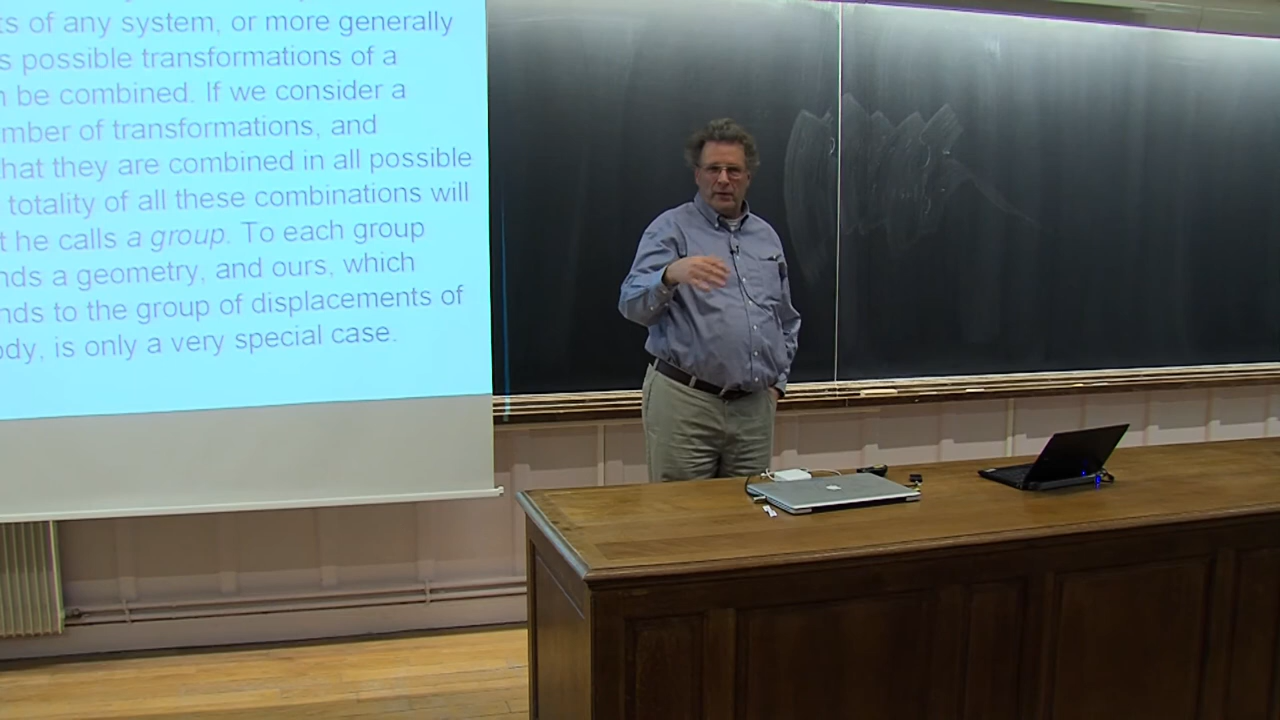 ts of any system, or more generally
s possible transformations of a
n be combined. If we consider a
mber of transformations, and
hat they are combined in all possible
totality of all these combinations will
t he calls a group. To each group
nds a geometry, and ours, which
nds to the group of displacements of
ody, is only a very special case.